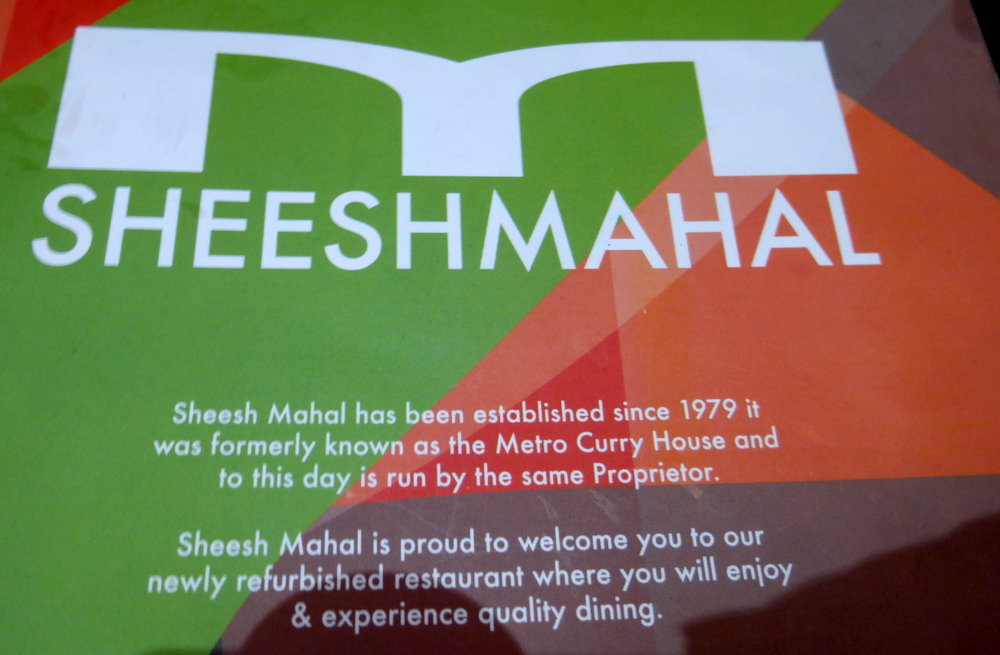 SHEESHMAHAL
Sheesh Mahal has been established since 1979 it
was formerly known as the Metro Curry House and
to this day is run by the same Proprietor.
Sheesh Mahal is proud to welcome you to our
newly refurbished restaurant where you will enjoy
& experience quality dining.